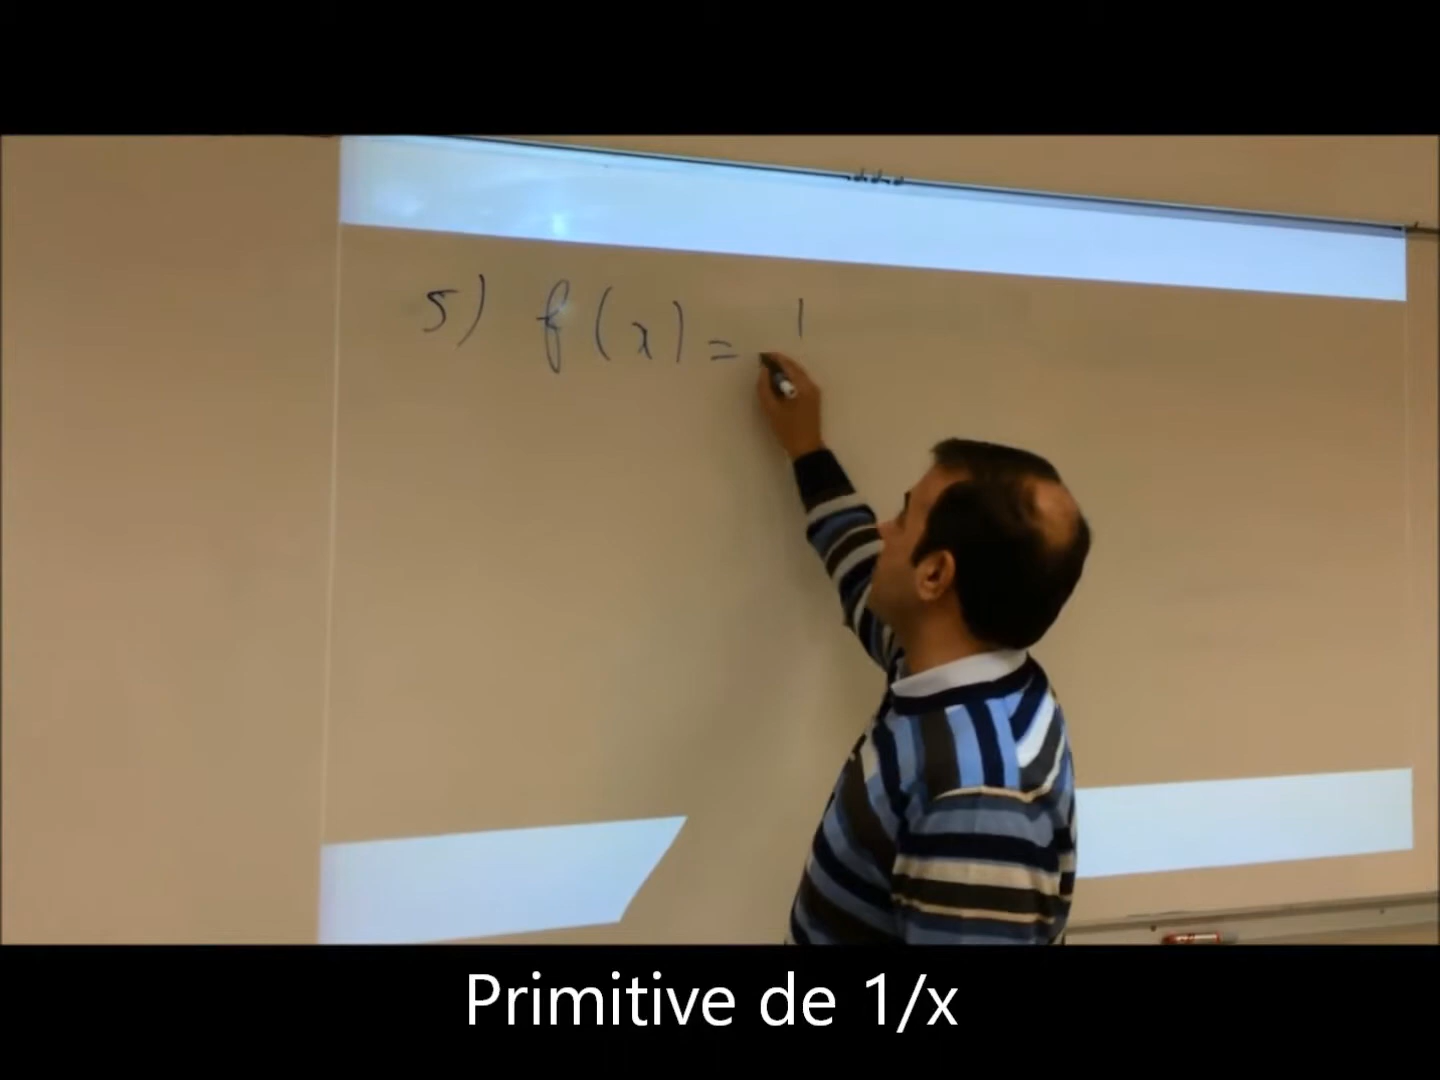 5) f(x) = 1
Primitive de 1/x